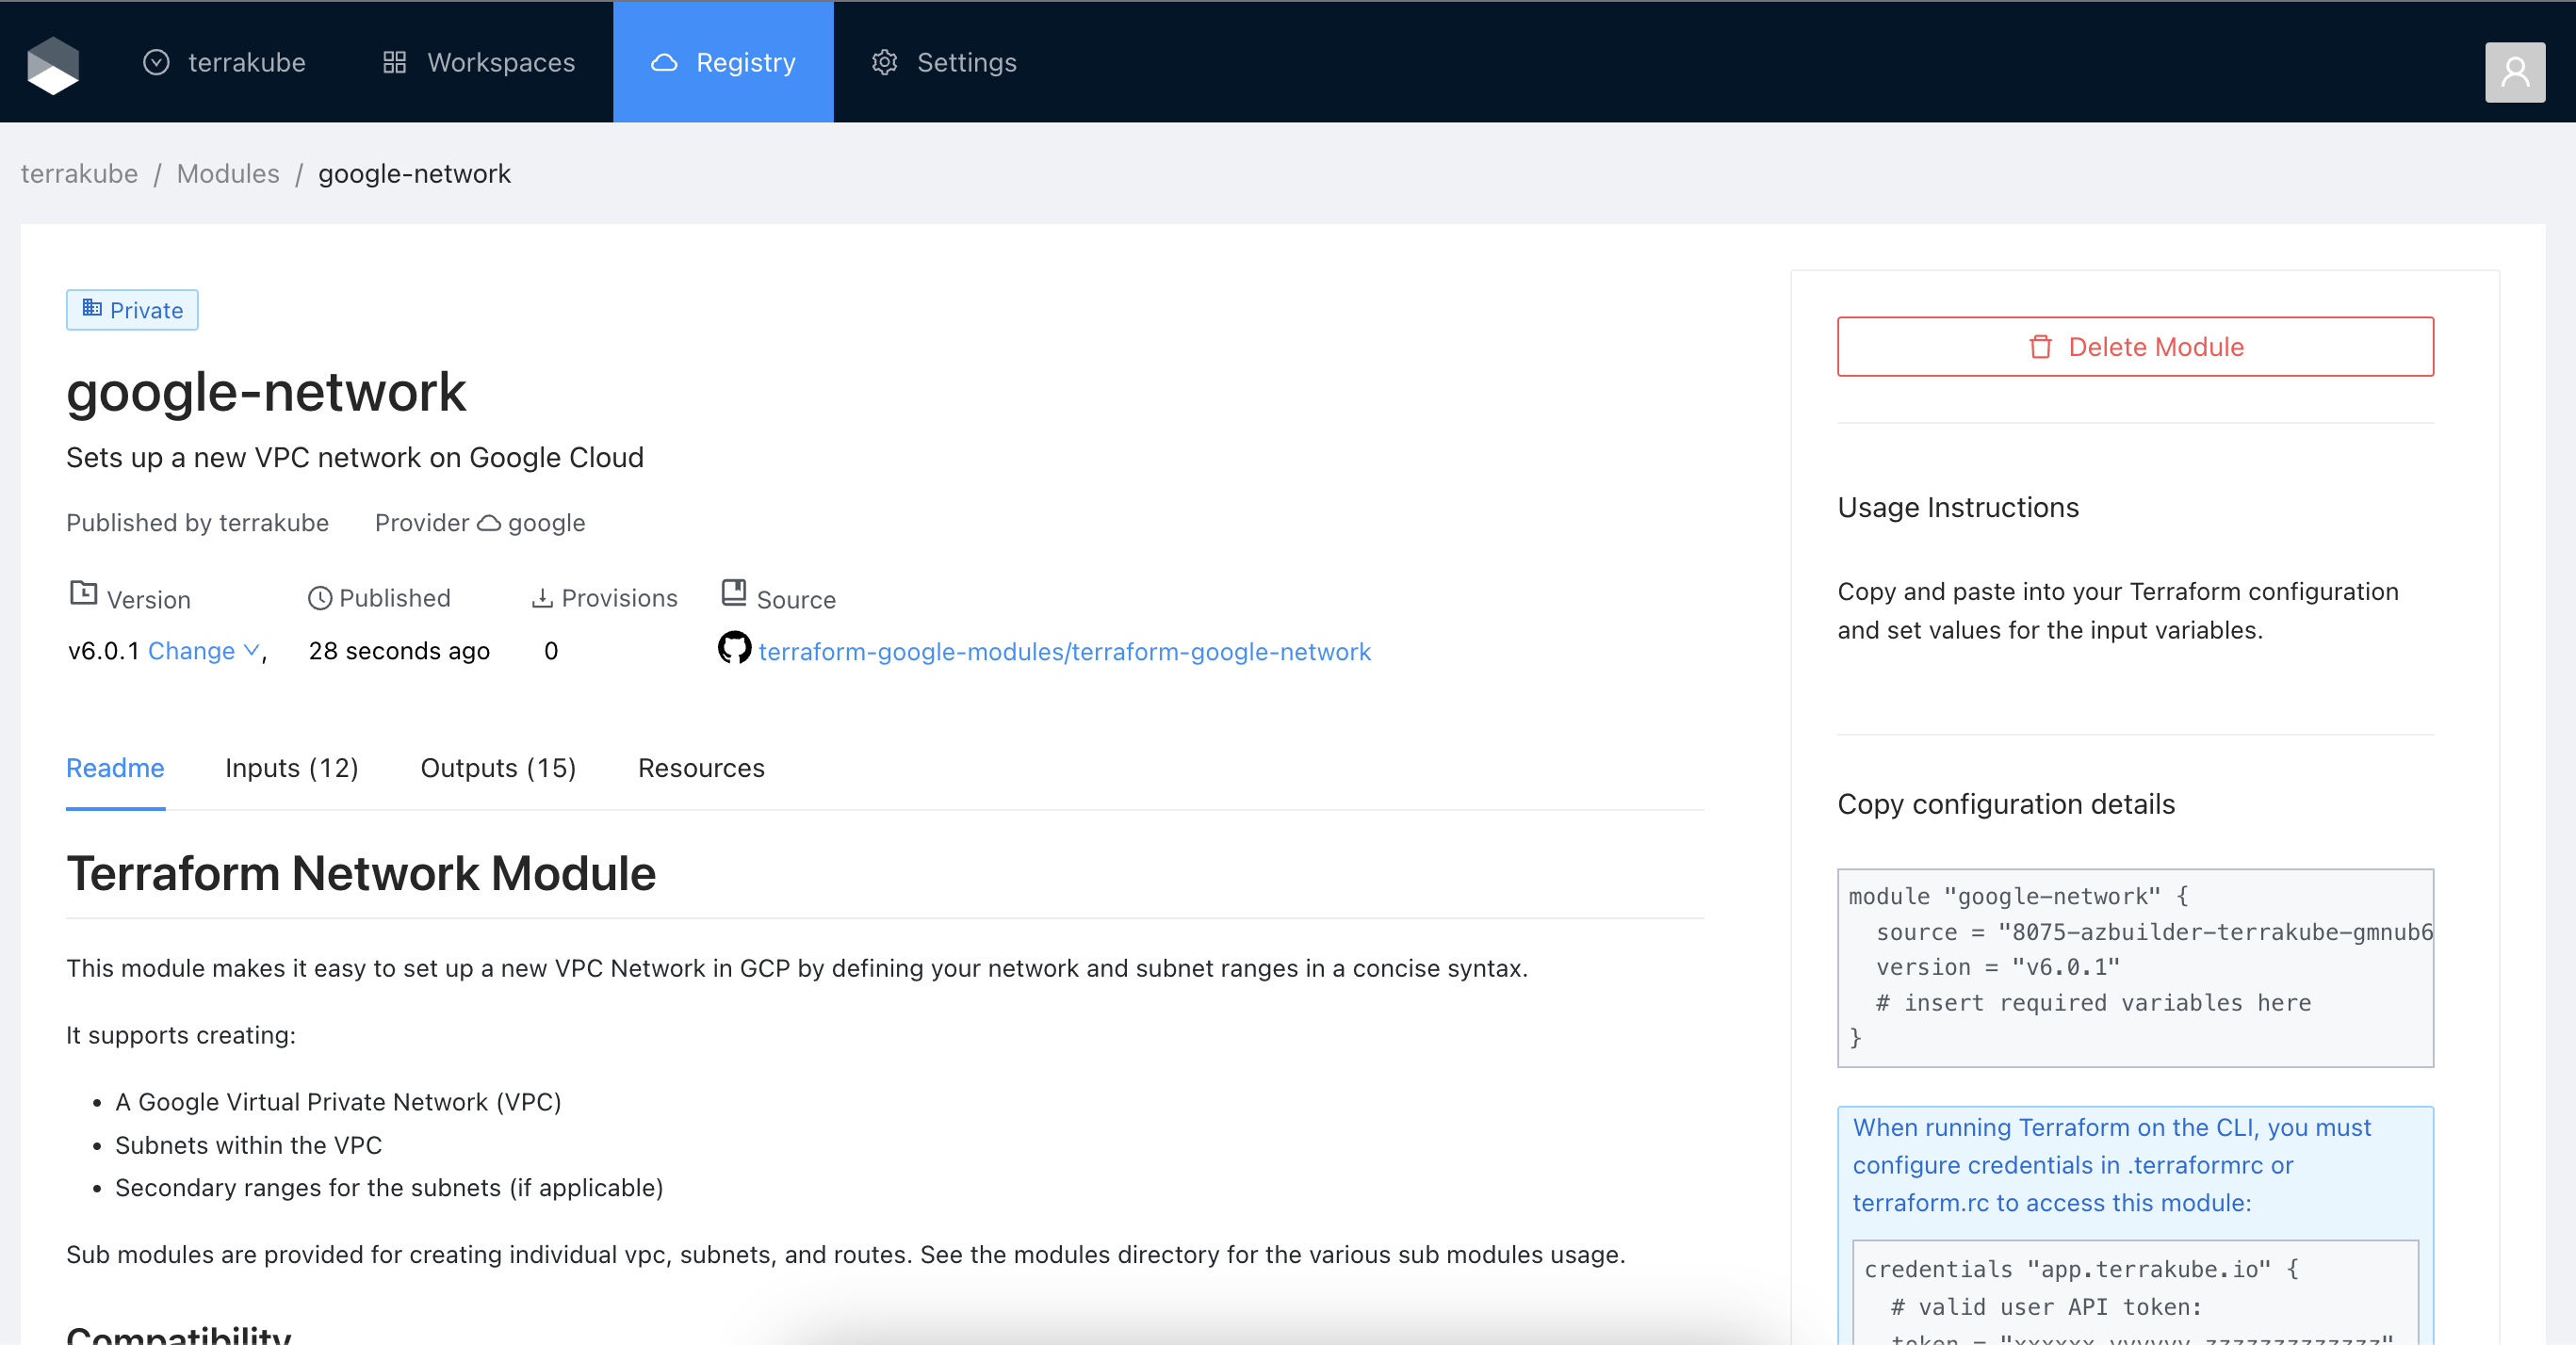 terrakube Workspaces Registry Settings
terrakube / Modules / google-network
Private
google-network
Sets up a new VPC network on Google Cloud
Published by terrakube Provider google
Version Published Provisions Source
v6.0.1 Change , 28 seconds ago 0 terraform-google-modules/terraform-google-network
Readme Inputs (12) Outputs (15) Resources
Terraform Network Module
This module makes it easy to set up a new VPC Network in GCP by defining your network and subnet ranges in a concise syntax.
It supports creating:
• A Google Virtual Private Network (VPC)
• Subnets within the VPC
• Secondary ranges for the subnets (if applicable)
Sub modules are provided for creating individual vpc, subnets, and routes. See the modules directory for the various sub modules usage.
Compatibility
Delete Module
Usage Instructions
Copy and paste into your Terraform configuration
and set values for the input variables.
Copy configuration details
module "google-network" {
source = "8075-azbuilder-terrakube-gmnub6
version = "v6.0.1"
# insert required variables here
}
When running Terraform on the CLI, you must
configure credentials in .terraformrc or
terraform.rc to access this module:
credentials "app.terrakube.io" {
# valid user API token:
token =